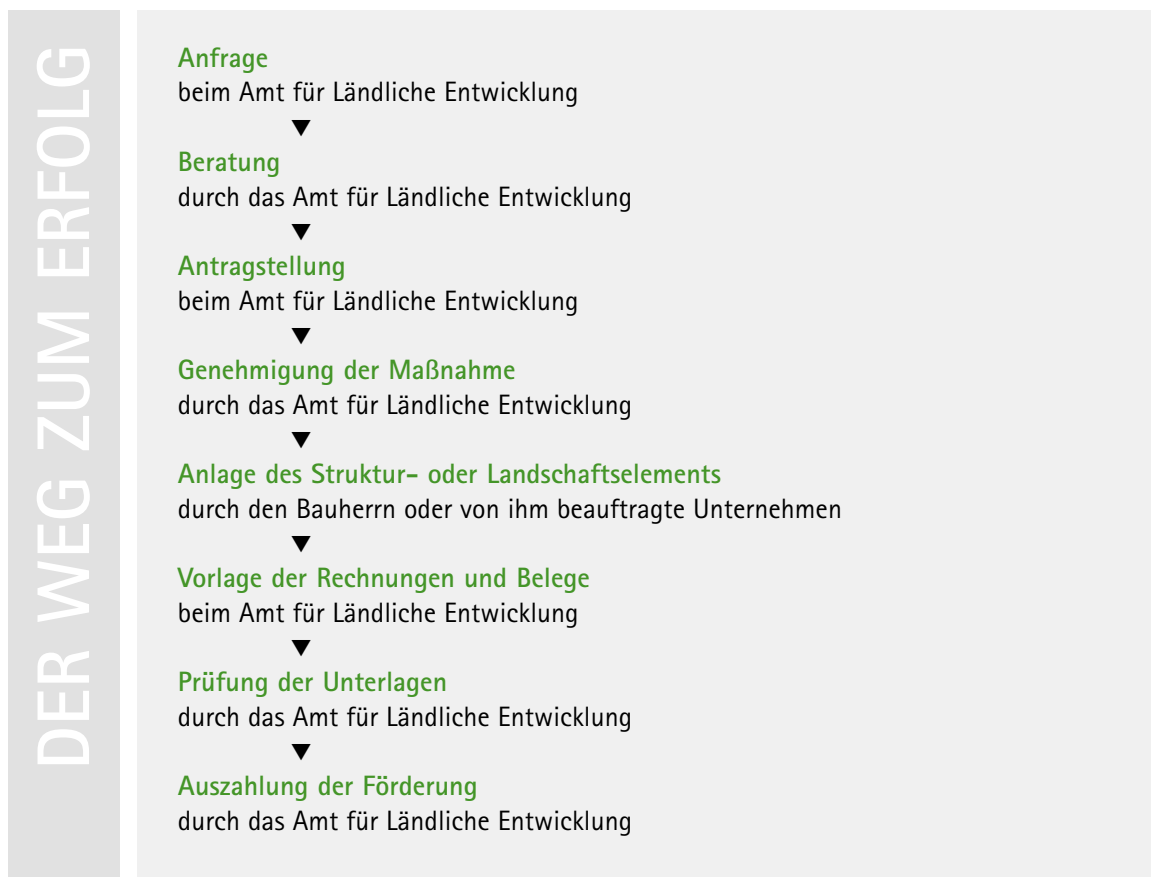 DER WEG ZUM ERFOLG
Anfrage
beim Amt für Ländliche Entwicklung
▼
Beratung
durch das Amt für Ländliche Entwicklung
▼
Antragstellung
beim Amt für Ländliche Entwicklung
▼
Genehmigung der Maßnahme
durch das Amt für Ländliche Entwicklung
▼
Anlage des Struktur- oder Landschaftselements
durch den Bauherrn oder von ihm beauftragte Unternehmen
▼
Vorlage der Rechnungen und Belege
beim Amt für Ländliche Entwicklung
▼
Prüfung der Unterlagen
durch das Amt für Ländliche Entwicklung
▼
Auszahlung der Förderung
durch das Amt für Ländliche Entwicklung